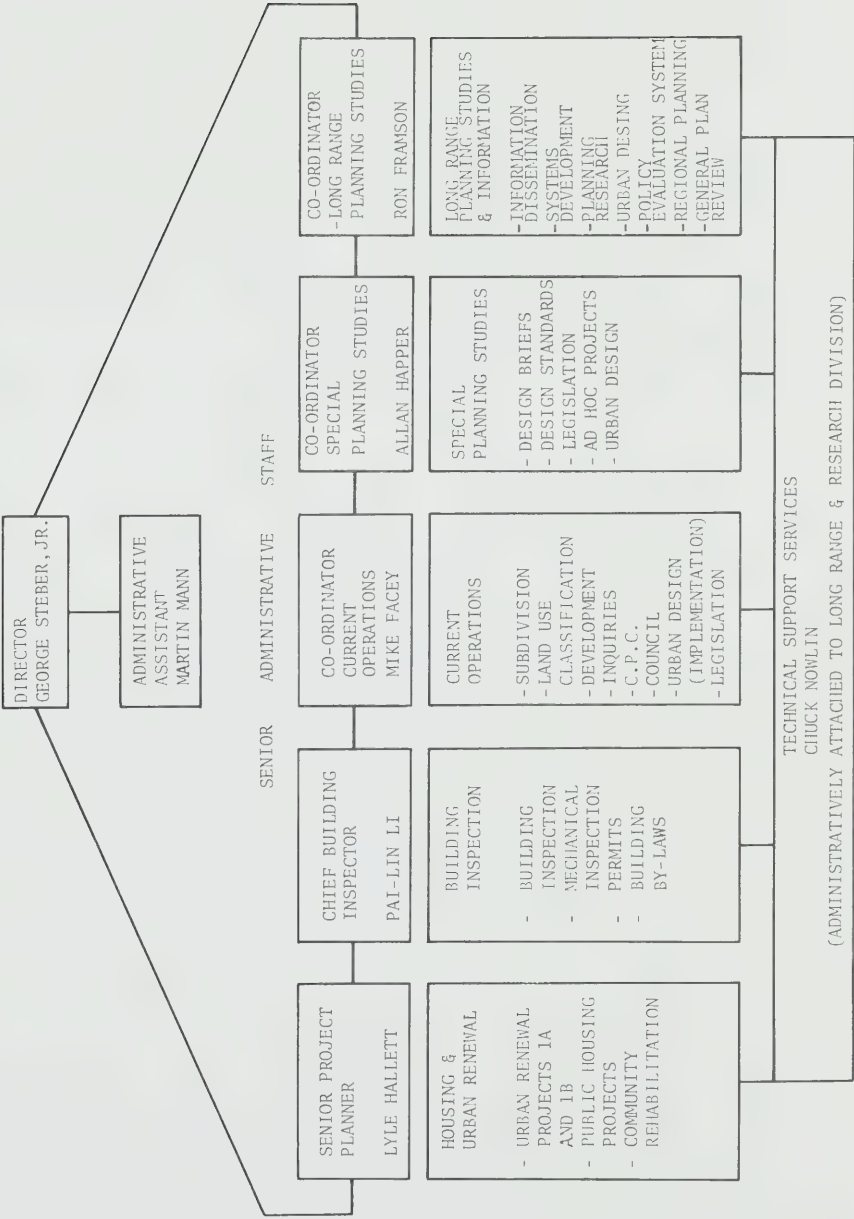 DIRECTOR
GEORGE STEBER, JR.
ADMINISTRATIVE
ASSISTANT
MARTIN MANN
SENIOR ADMINISTRATIVE STAFF
SENIOR PROJECT
PLANNER
LYLE HALLETT
CHIEF BUILDING
INSPECTOR
PAI-LIN LI
CO-ORDINATOR
CURRENT
OPERATIONS
MIKE FACEY
CO-ORDINATOR
SPECIAL
PLANNING STUDIES
ALLAN HAPPER
CO-ORDINATOR
-LONG RANGE
PLANNING STUDIES
RON FRAMSON
HOUSING &
URBAN RENEWAL
- URBAN RENEWAL
PROJECTS 1A
AND 1B
- PUBLIC HOUSING
PROJECTS
- COMMUNITY
REHABILITATION
BUILDING
INSPECTION
- BUILDING
INSPECTION
- MECHANICAL
INSPECTION
- PERMITS
- BUILDING
BY-LAWS
CURRENT
OPERATIONS
- SUBDIVISION
- LAND USE
CLASSIFICATION
- DEVELOPMENT
- INQUIRIES
- C.P.C.
- COUNCIL
- URBAN DESIGN
(IMPLEMENTATION)
- LEGISLATION
SPECIAL
PLANNING STUDIES
- DESIGN BRIEFS
- DESIGN STANDARDS
- LEGISLATION
- AD HOC PROJECTS
- URBAN DESIGN
LONG RANGE
PLANNING STUDIES
& INFORMATION
- INFORMATION
DISSEMINATION
- SYSTEMS
DEVELOPMENT
- PLANNING
RESEARCH
- URBAN DESING
- POLICY
EVALUATION SYSTEM
- REGIONAL PLANNING
- GENERAL PLAN
REVIEW
TECHNICAL SUPPORT SERVICES
CHUCK NOWLIN
(ADMINISTRATIVELY ATTACHED TO LONG RANGE & RESEARCH DIVISION)